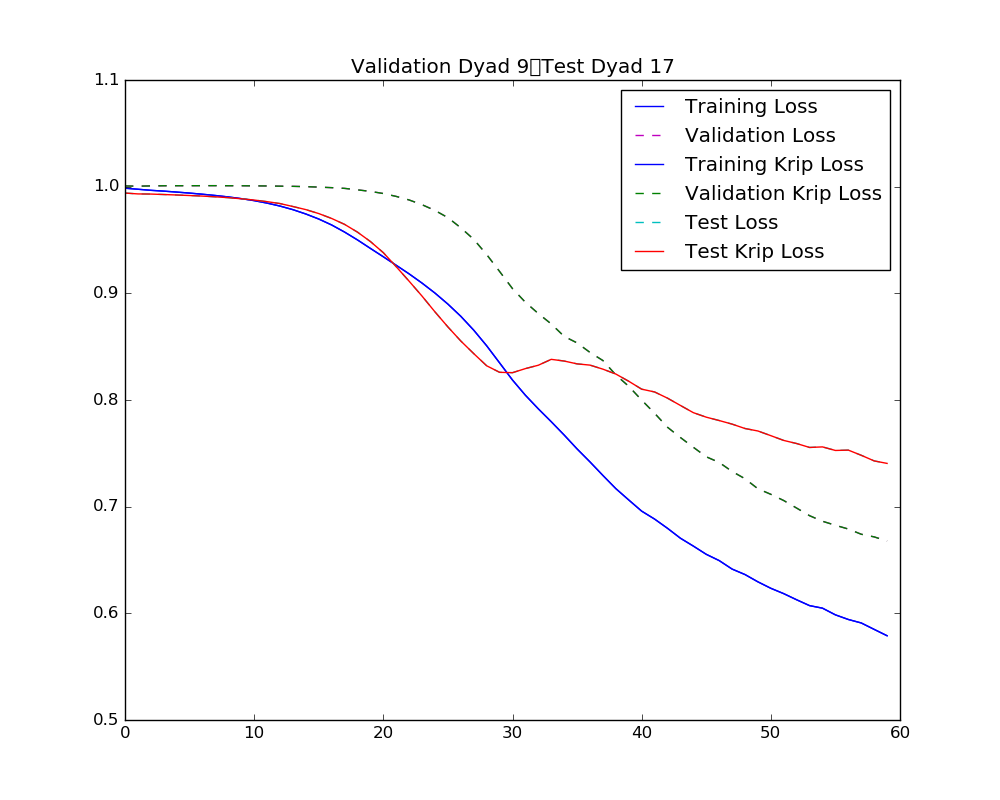 Validation Dyad 9▯Test Dyad 17
1.1
1.0
0.9
0.8
0.7
0.6
0.5
0 10 20 30 40 50 60
Training Loss
Validation Loss
Training Krip Loss
Validation Krip Loss
Test Loss
Test Krip Loss